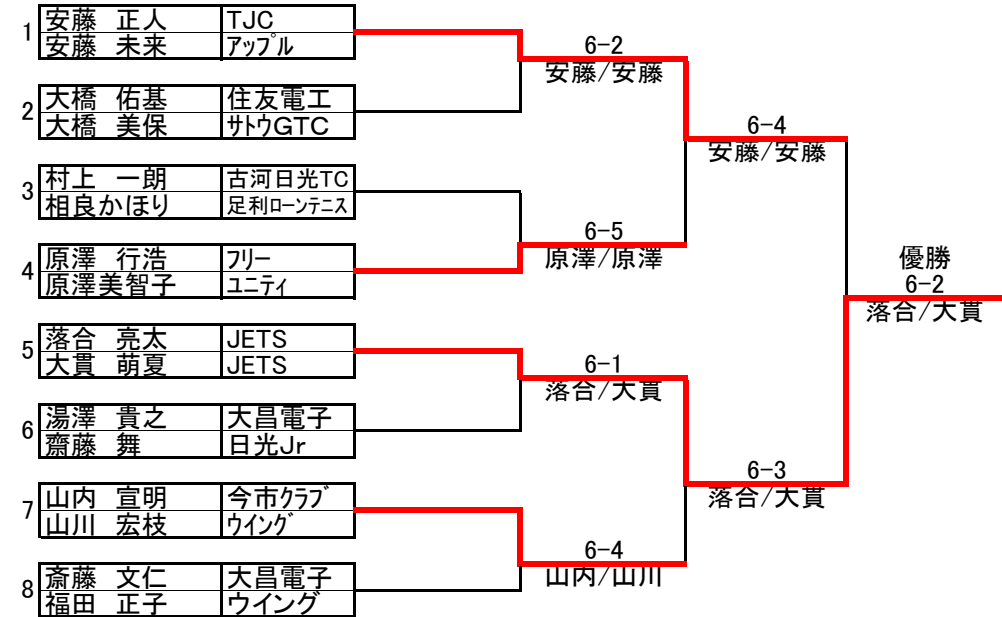 1 安藤 正人 TJC
安藤 未来 アップル
6-2
安藤/安藤
2 大橋 佑基 住友電工
大橋 美保 サトウGTC
6-4
安藤/安藤
3 村上 一朗 古河日光TC
相良かほり 足利ローンテニス
6-5
原澤/原澤
4 原澤 行浩 フリー
原澤美智子 ユニティ
優勝
6-2
落合/大貫
5 落合 亮太 JETS
大貫 萌夏 JETS
6-1
落合/大貫
6 湯澤 貴之 大昌電子
齋藤 舞 日光Jr
6-3
落合/大貫
7 山内 宣明 今市クラブ
山川 宏枝 ウイング
6-4
山内/山川
8 斎藤 文仁 大昌電子
福田 正子 ウイング